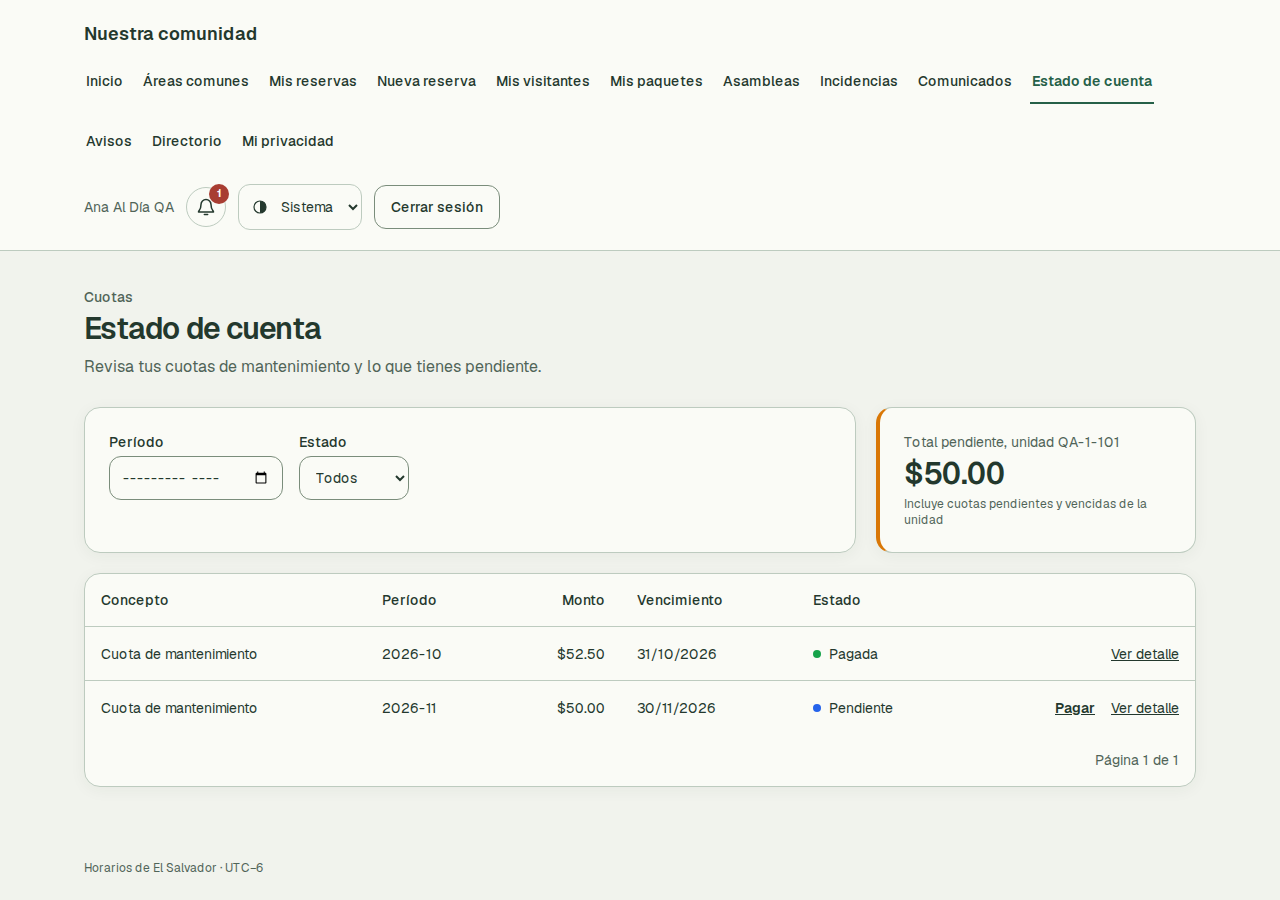 Nuestra comunidad
Inicio Áreas comunes Mis reservas Nueva reserva Mis visitantes Mis paquetes Asambleas Incidencias Comunicados Estado de cuenta
Avisos Directorio Mi privacidad
Ana Al Día QA 1 Sistema Cerrar sesión
Cuotas
Estado de cuenta
Revisa tus cuotas de mantenimiento y lo que tienes pendiente.
Período Estado
--------- ---- Todos
Total pendiente, unidad QA-1-101
$50.00
Incluye cuotas pendientes y vencidas de la
unidad
Concepto Período Monto Vencimiento Estado
Cuota de mantenimiento 2026-10 $52.50 31/10/2026 Pagada Ver detalle
Cuota de mantenimiento 2026-11 $50.00 30/11/2026 Pendiente Pagar Ver detalle
Página 1 de 1
Horarios de El Salvador · UTC−6